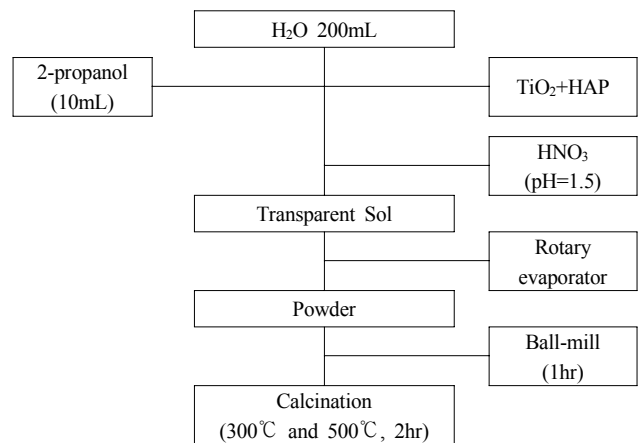 H₂O 200mL
2-propanol
(10mL)
TiO₂+HAP
HNO₃
(pH=1.5)
Transparent Sol
Rotary
evaporator
Powder
Ball-mill
(1hr)
Calcination
(300℃ and 500℃, 2hr)